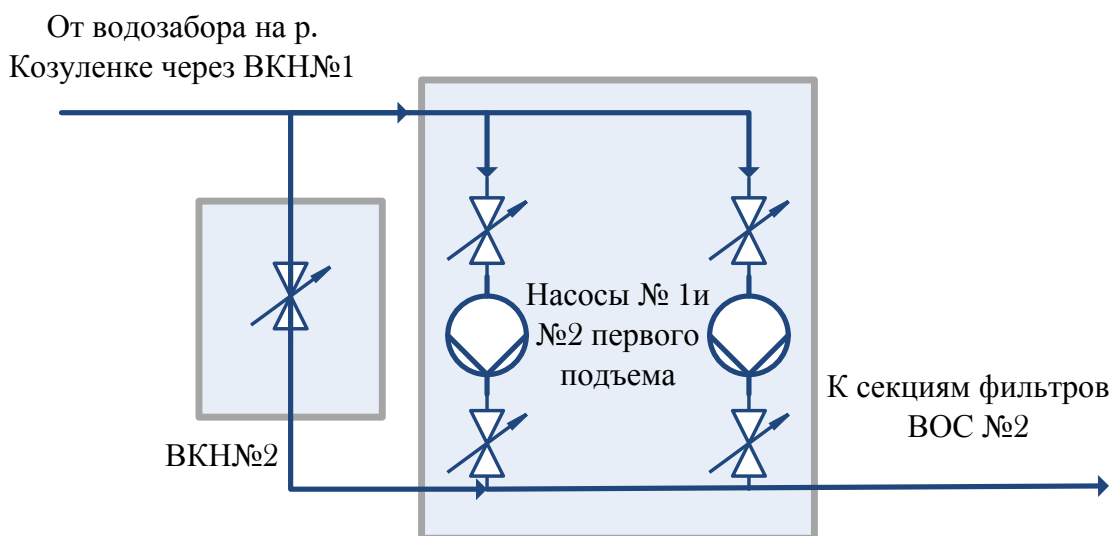 От водозабора на р.
Козуленке через ВКН№1
Насосы № 1и
№2 первого
подъема
К секциям фильтров
ВОС №2
ВКН№2